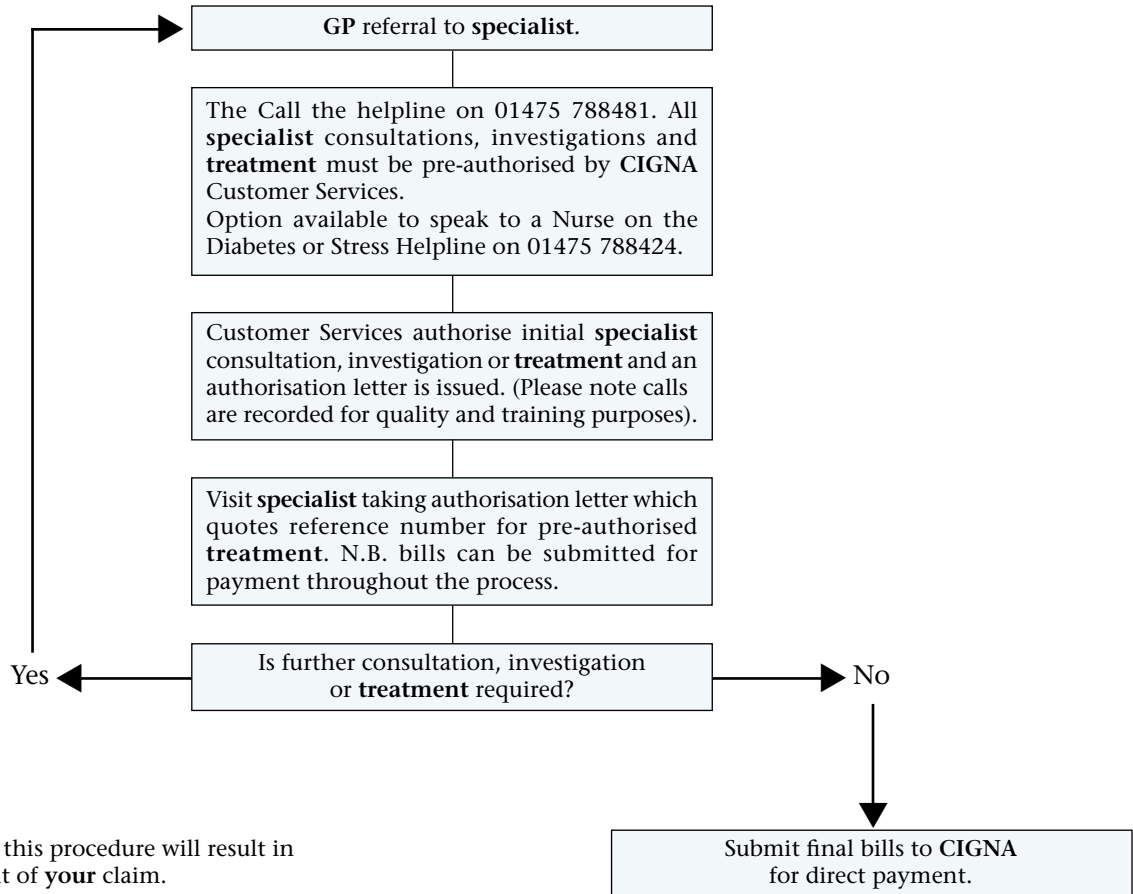 GP referral to specialist.
The Call the helpline on 01475 788481. All
specialist consultations, investigations and
treatment must be pre-authorised by CIGNA
Customer Services.
Option available to speak to a Nurse on the
Diabetes or Stress Helpline on 01475 788424.
Customer Services authorise initial specialist
consultation, investigation or treatment and an
authorisation letter is issued. (Please note calls
are recorded for quality and training purposes).
Visit specialist taking authorisation letter which
quotes reference number for pre-authorised
treatment. N.B. bills can be submitted for
payment throughout the process.
Is further consultation, investigation
or treatment required?
Yes
No
this procedure will result in
t of your claim.
Submit final bills to CIGNA
for direct payment.